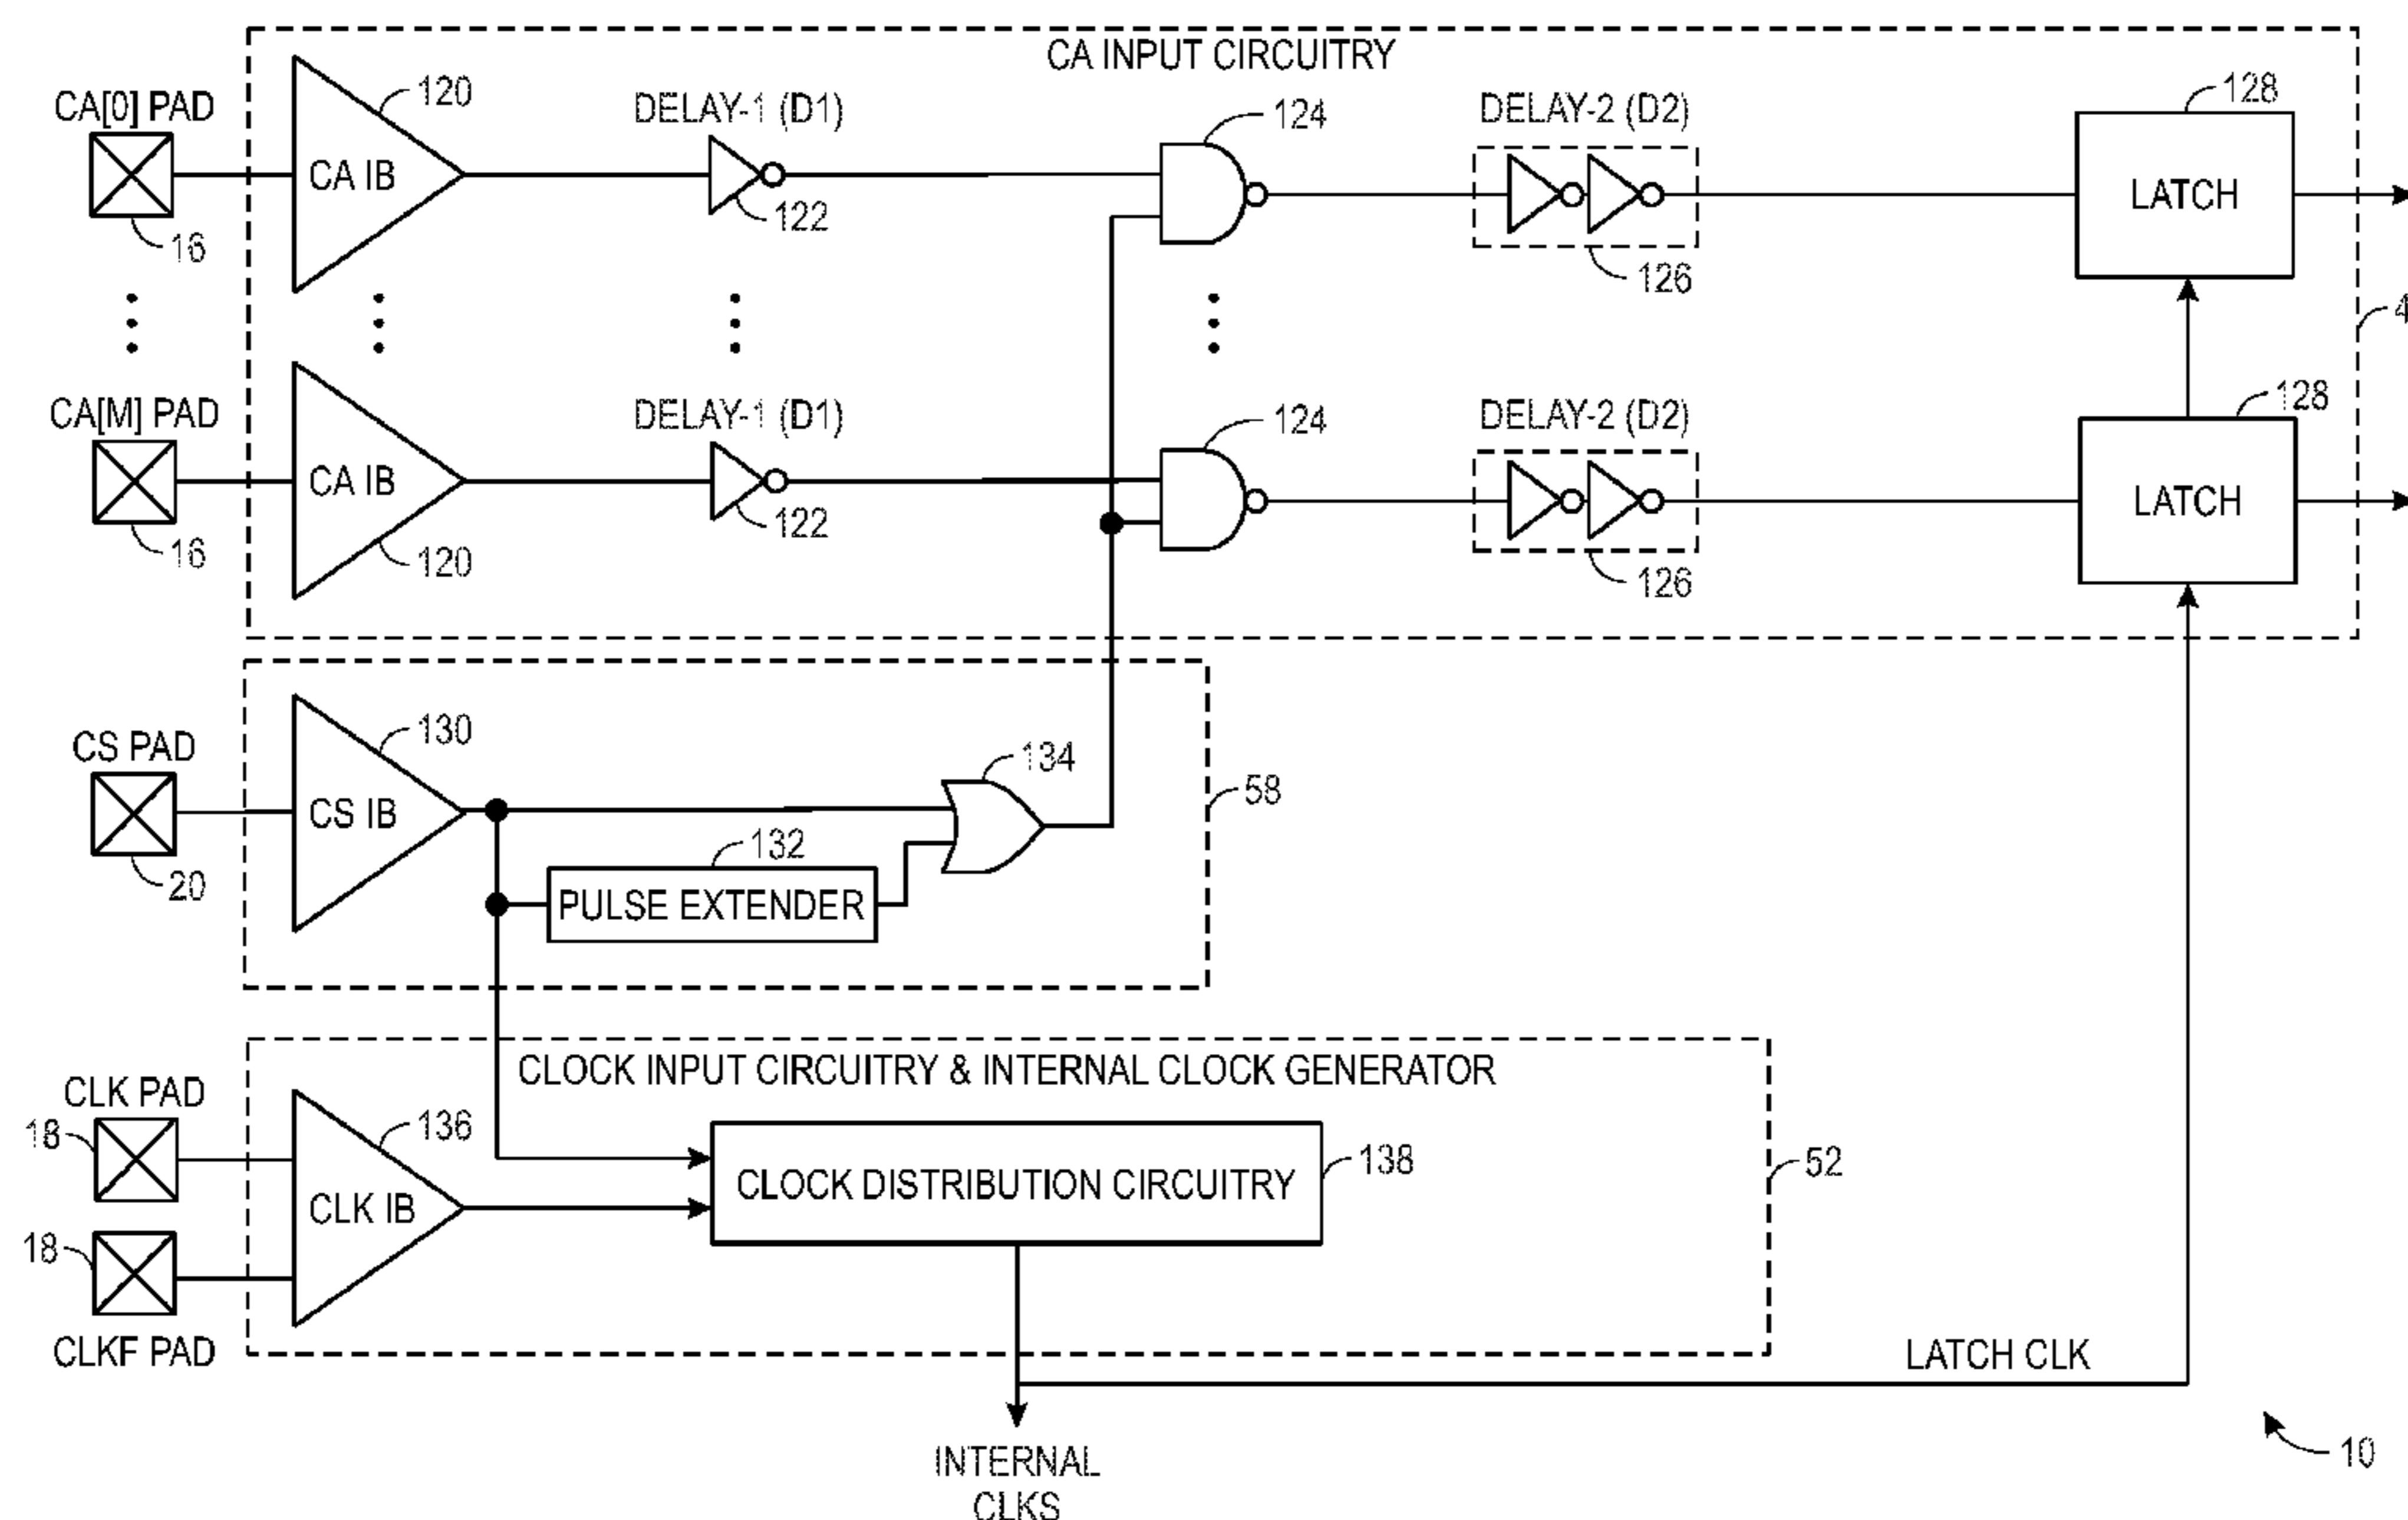 CA INPUT CIRCUITRY
CA[0] PAD
120
DELAY-1 (D1)
124
DELAY-2 (D2)
128
CA IB
LATCH
16
122
126
CA[M] PAD
DELAY-1 (D1)
124
DELAY-2 (D2)
128
CA IB
LATCH
16
120
122
126
CS PAD
130
134
58
CS IB
132
20
PULSE EXTENDER
CLOCK INPUT CIRCUITRY & INTERNAL CLOCK GENERATOR
CLK PAD
18
136
138
52
CLOCK DISTRIBUTION CIRCUITRY
CLK IB
18
CLKF PAD
LATCH CLK
INTERNAL
CLKS
10